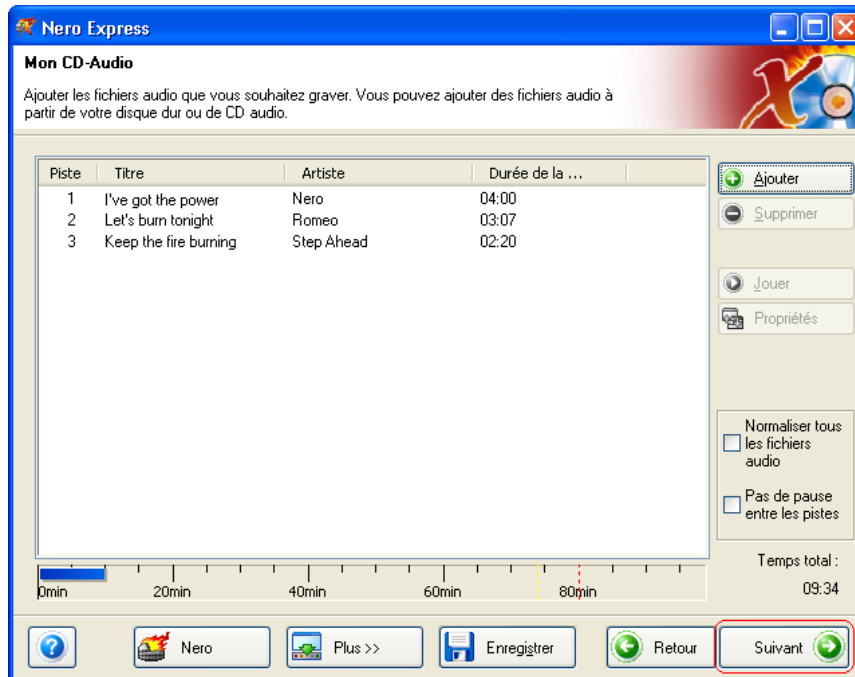 Nero Express
Mon CD-Audio
Ajouter les fichiers audio que vous souhaitez graver. Vous pouvez ajouter des fichiers audio à
partir de votre disque dur ou de CD audio.
Piste Titre Artiste Durée de la ...
1 I've got the power Nero 04:00
2 Let's burn tonight Romeo 03:07
3 Keep the fire burning Step Ahead 02:20
Ajouter
Supprimer
Jouer
Propriétés
Normaliser tous
les fichiers
audio
Pas de pause
entre les pistes
Temps total :
09:34
0min 20min 40min 60min 80min
Nero Plus >> Enregistrer Retour Suivant